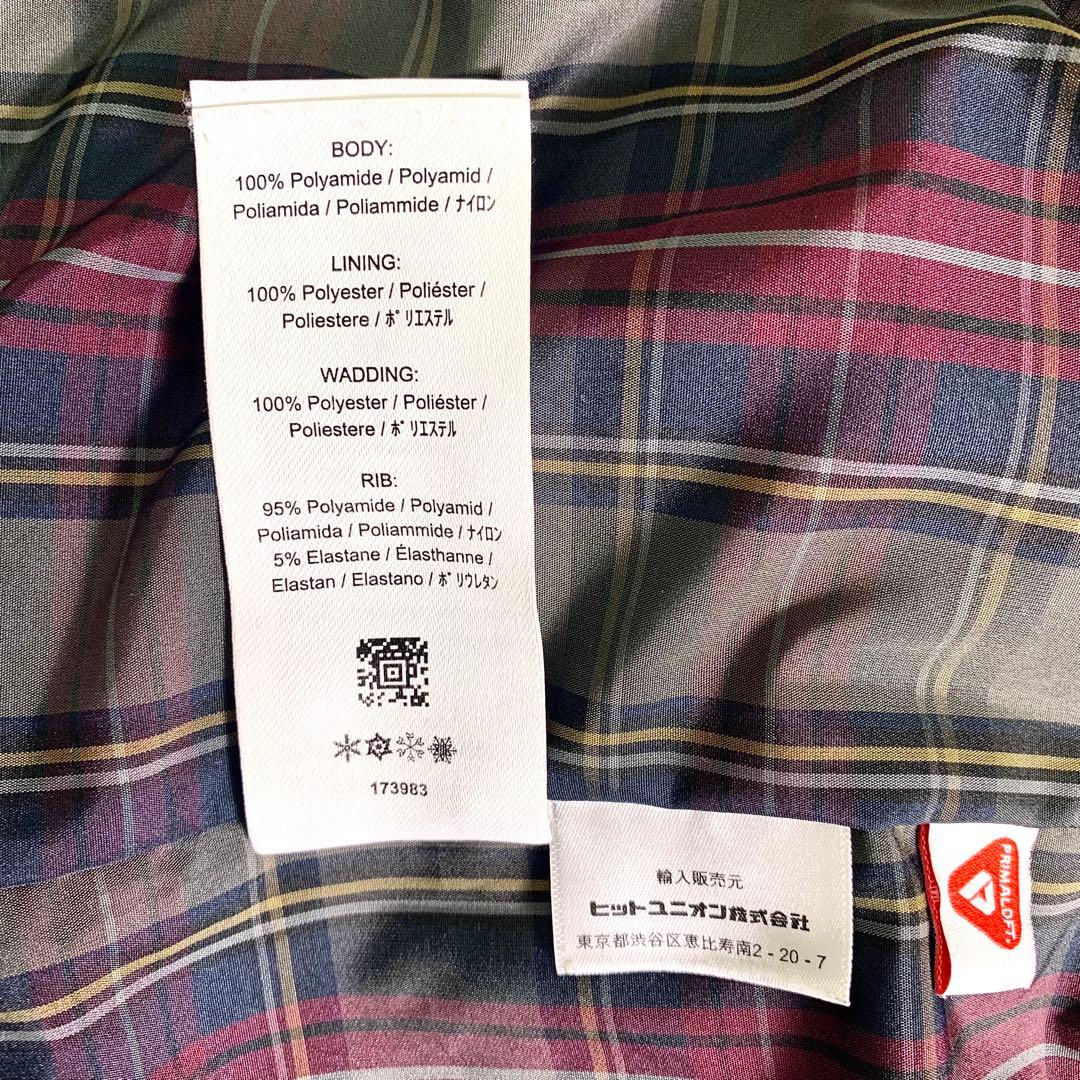 BODY:
100% Polyamide / Polyamid /
Poliamida / Poliammide / ナイロン
LINING:
100% Polyester / Poliéster /
Poliestere / ポリエステル
WADDING:
100% Polyester / Poliéster /
Poliestere / ポリエステル
RIB:
95% Polyamide / Polyamid /
Poliamida / Poliammide / ナイロン
5% Elastane / Élasthanne /
Elastan / Elastano / ポリウレタン
173983
輸入販売元
ヒットユニオン株式会社
東京都渋谷区恵比寿南2 - 20 - 7
PRIMALOFT